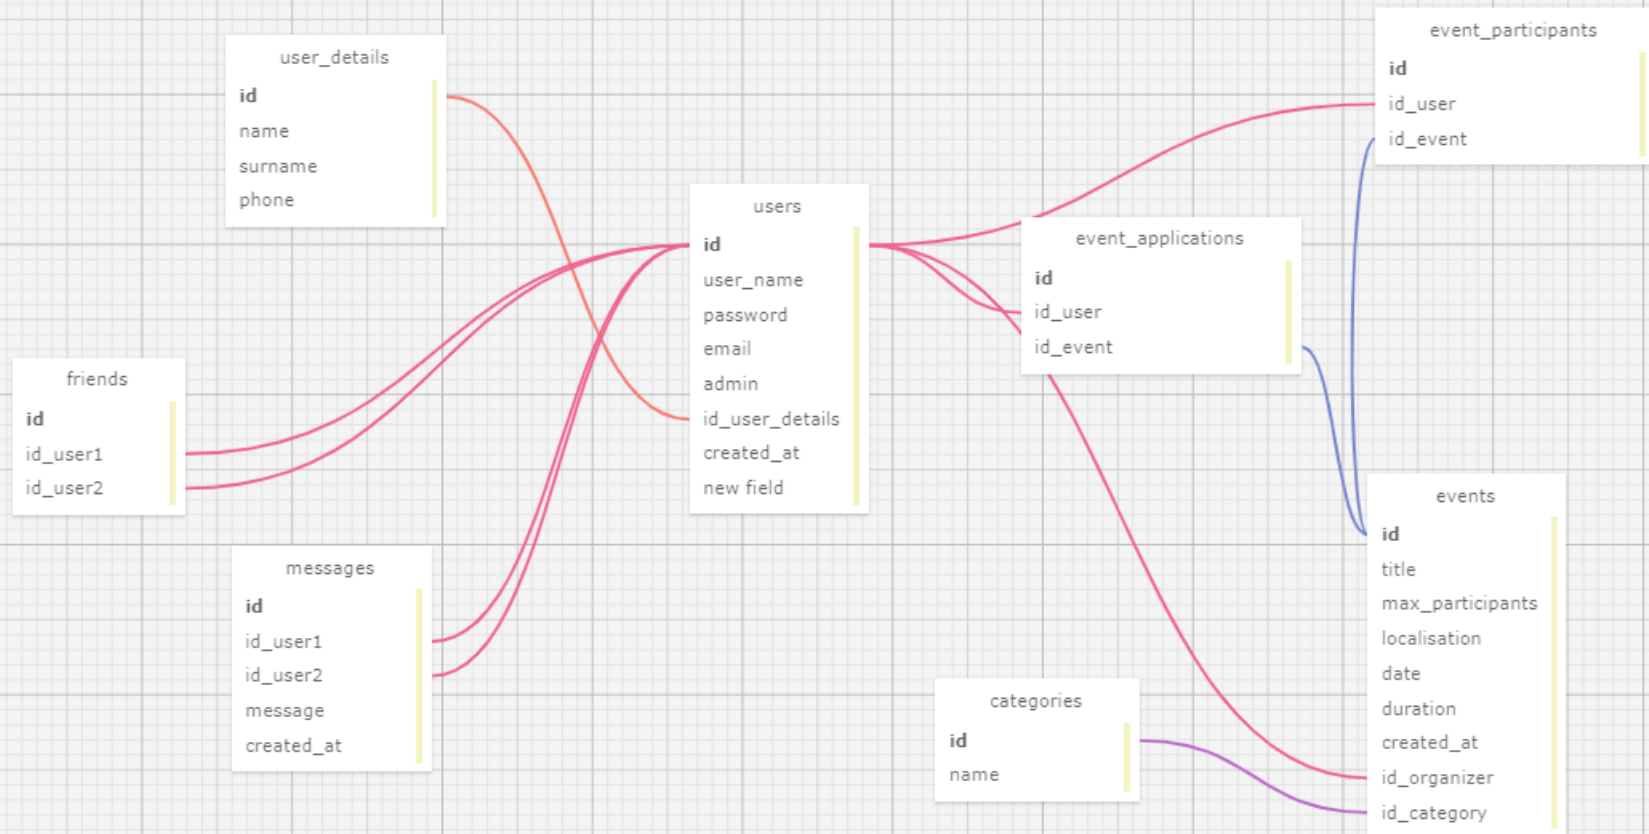 user_details
id
name
surname
phone
users
id
user_name
password
email
admin
id_user_details
created_at
new field
event_participants
id
id_user
id_event
event_applications
id
id_user
id_event
friends
id
id_user1
id_user2
messages
id
id_user1
id_user2
message
created_at
categories
id
name
events
id
title
max_participants
localisation
date
duration
created_at
id_organizer
id_category